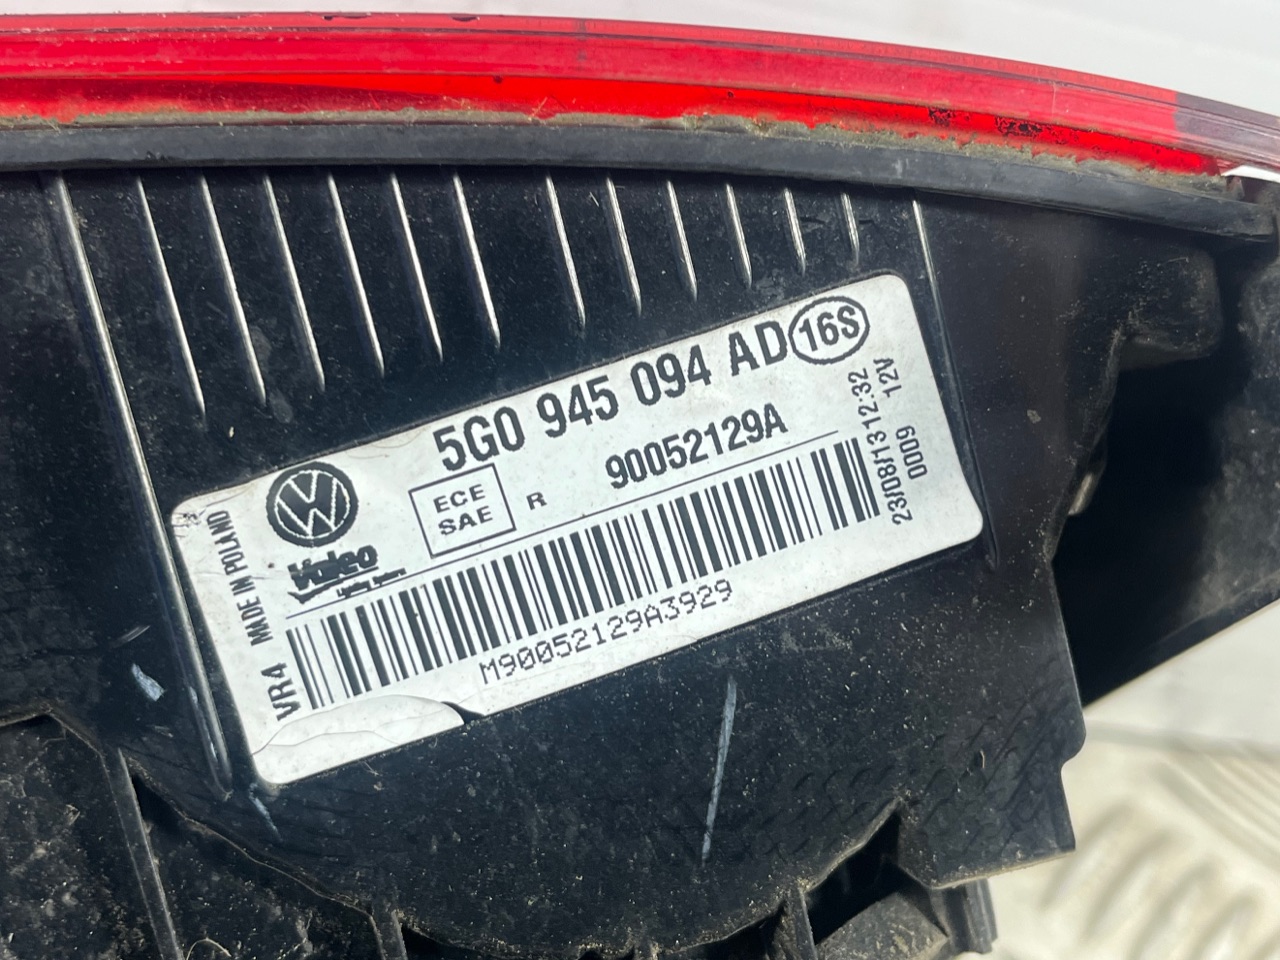 5G0 945 094 AD 16S
ECE
SAE
R
90052129A
23/08/13 12:32
0009 12V
MADE IN POLAND
Valeo
VR4
M90052129A3929